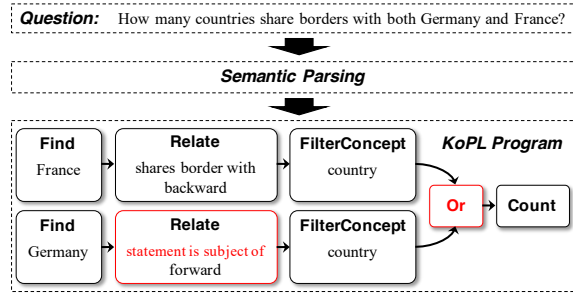 Question: How many countries share borders with both Germany and France?
Semantic Parsing
KoPL Program
Find
France
Relate
shares border with
backward
FilterConcept
country
Or
Count
Find
Germany
Relate
statement is subject of
forward
FilterConcept
country